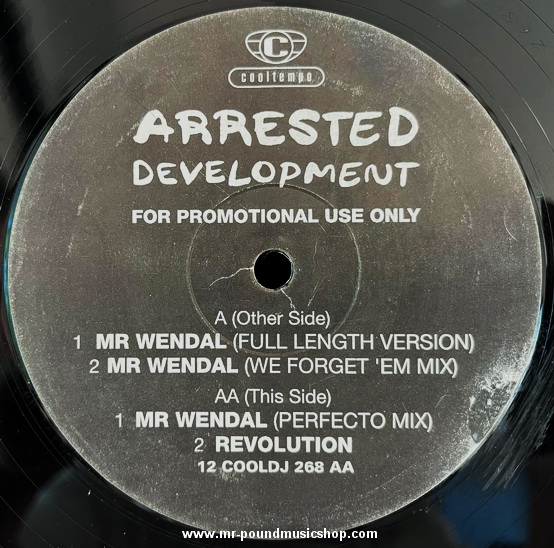 C
cooltempo
ARRESTED
DEVELOPMENT
FOR PROMOTIONAL USE ONLY
A (Other Side)
1 MR WENDAL (FULL LENGTH VERSION)
2 MR WENDAL (WE FORGET 'EM MIX)
AA (This Side)
1 MR WENDAL (PERFECTO MIX)
2 REVOLUTION
12 COOLDJ 268 AA
www.mr-poundmusicshop.com